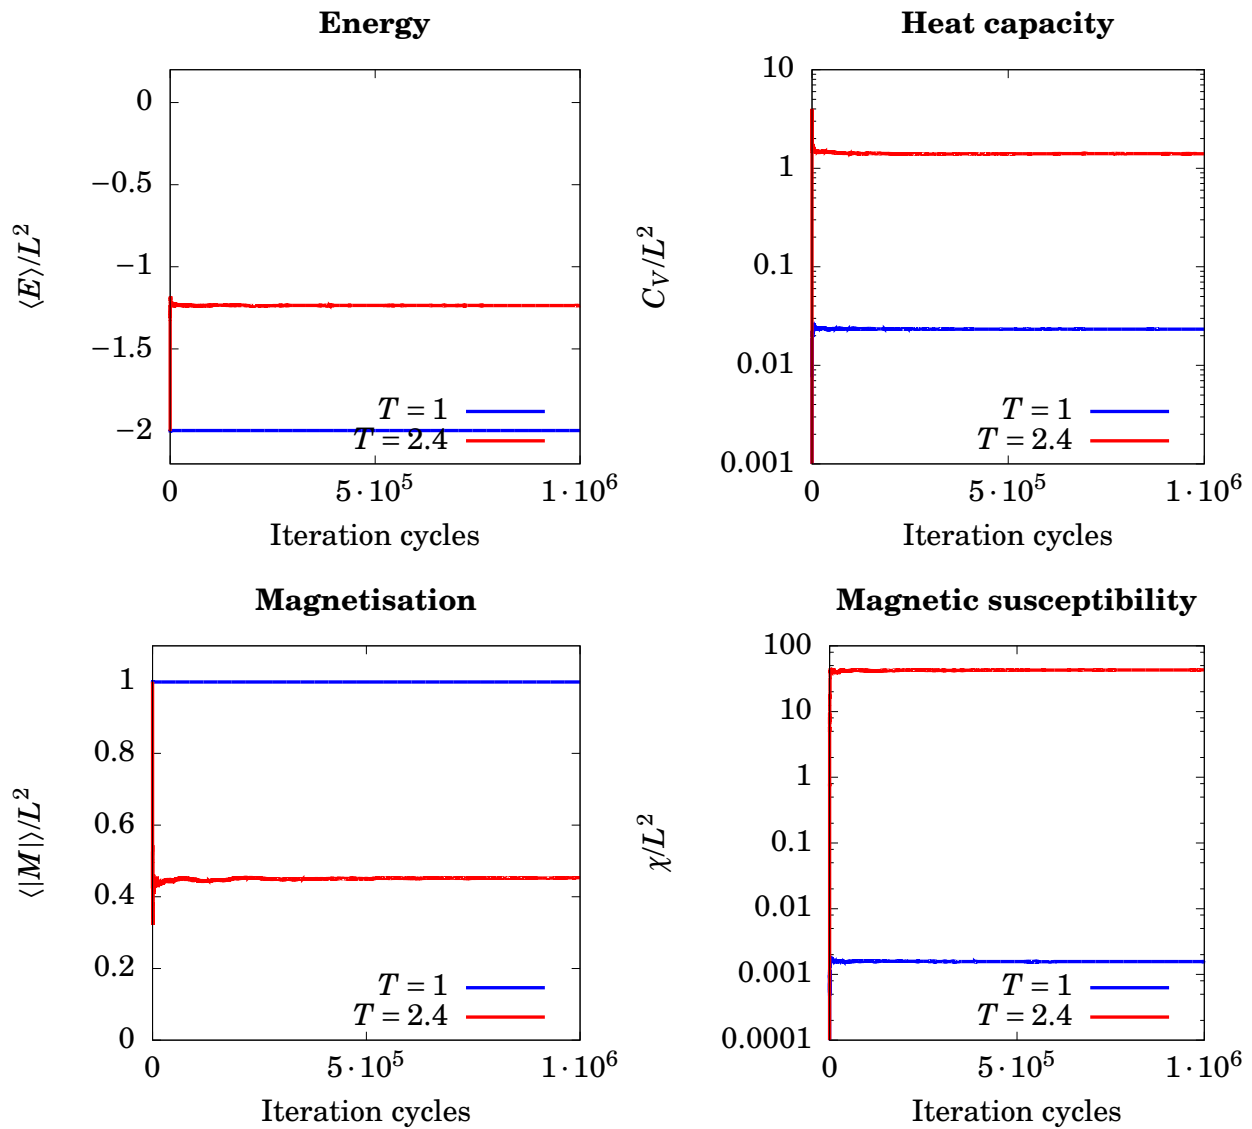 Energy
0
−0.5
−1
−1.5
−2
⟨E⟩/L²
T = 1
T = 2.4
0
5·10⁵
1·10⁶
Iteration cycles
Heat capacity
10
1
0.1
0.01
0.001
C_V/L²
T = 1
T = 2.4
0
5·10⁵
1·10⁶
Iteration cycles
Magnetisation
1
0.8
0.6
0.4
0.2
0
⟨|M|⟩/L²
T = 1
T = 2.4
0
5·10⁵
1·10⁶
Iteration cycles
Magnetic susceptibility
100
10
1
0.1
0.01
0.001
0.0001
χ/L²
T = 1
T = 2.4
0
5·10⁵
1·10⁶
Iteration cycles